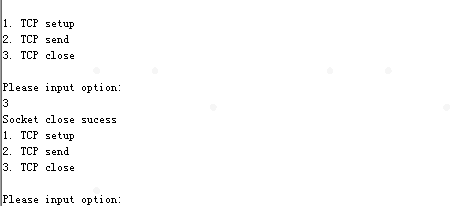 1. TCP setup
2. TCP send
3. TCP close
Please input option:
3
Socket close sucess
1. TCP setup
2. TCP send
3. TCP close
Please input option: